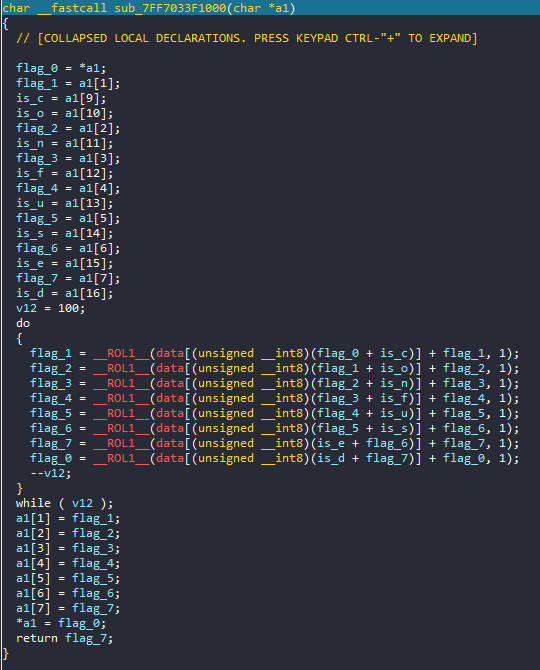 char __fastcall sub_7FF7033F1000(char *a1)
{
  // [COLLAPSED LOCAL DECLARATIONS. PRESS KEYPAD CTRL-"+" TO EXPAND]

  flag_0 = *a1;
  flag_1 = a1[1];
  is_c = a1[9];
  is_o = a1[10];
  flag_2 = a1[2];
  is_n = a1[11];
  flag_3 = a1[3];
  is_f = a1[12];
  flag_4 = a1[4];
  is_u = a1[13];
  flag_5 = a1[5];
  is_s = a1[14];
  flag_6 = a1[6];
  is_e = a1[15];
  flag_7 = a1[7];
  is_d = a1[16];
  v12 = 100;
  do
  {
    flag_1 = __ROL1__(data[(unsigned __int8)(flag_0 + is_c)] + flag_1, 1);
    flag_2 = __ROL1__(data[(unsigned __int8)(flag_1 + is_o)] + flag_2, 1);
    flag_3 = __ROL1__(data[(unsigned __int8)(flag_2 + is_n)] + flag_3, 1);
    flag_4 = __ROL1__(data[(unsigned __int8)(flag_3 + is_f)] + flag_4, 1);
    flag_5 = __ROL1__(data[(unsigned __int8)(flag_4 + is_u)] + flag_5, 1);
    flag_6 = __ROL1__(data[(unsigned __int8)(flag_5 + is_s)] + flag_6, 1);
    flag_7 = __ROL1__(data[(unsigned __int8)(is_e + flag_6)] + flag_7, 1);
    flag_0 = __ROL1__(data[(unsigned __int8)(is_d + flag_7)] + flag_0, 1);
    --v12;
  }
  while ( v12 );
  a1[1] = flag_1;
  a1[2] = flag_2;
  a1[3] = flag_3;
  a1[4] = flag_4;
  a1[5] = flag_5;
  a1[6] = flag_6;
  a1[7] = flag_7;
  *a1 = flag_0;
  return flag_7;
}